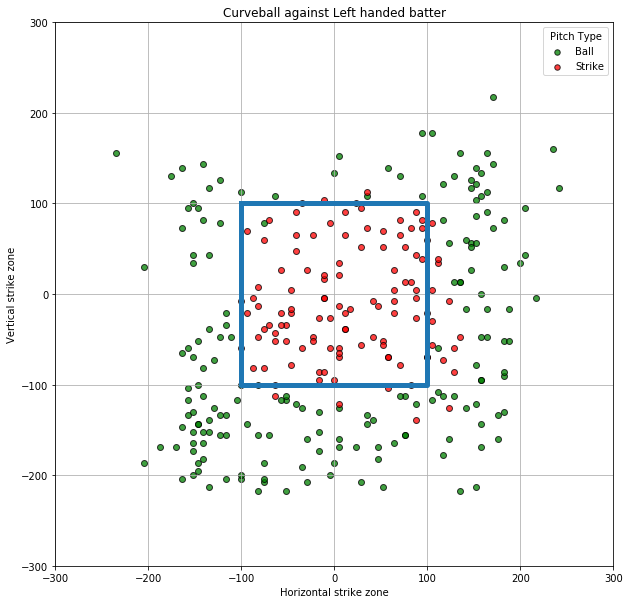 Curveball against Left handed batter
Pitch Type
Ball
Strike
Vertical strike zone
300
200
100
0
−100
−200
−300
−300
−200
−100
0
100
200
300
Horizontal strike zone